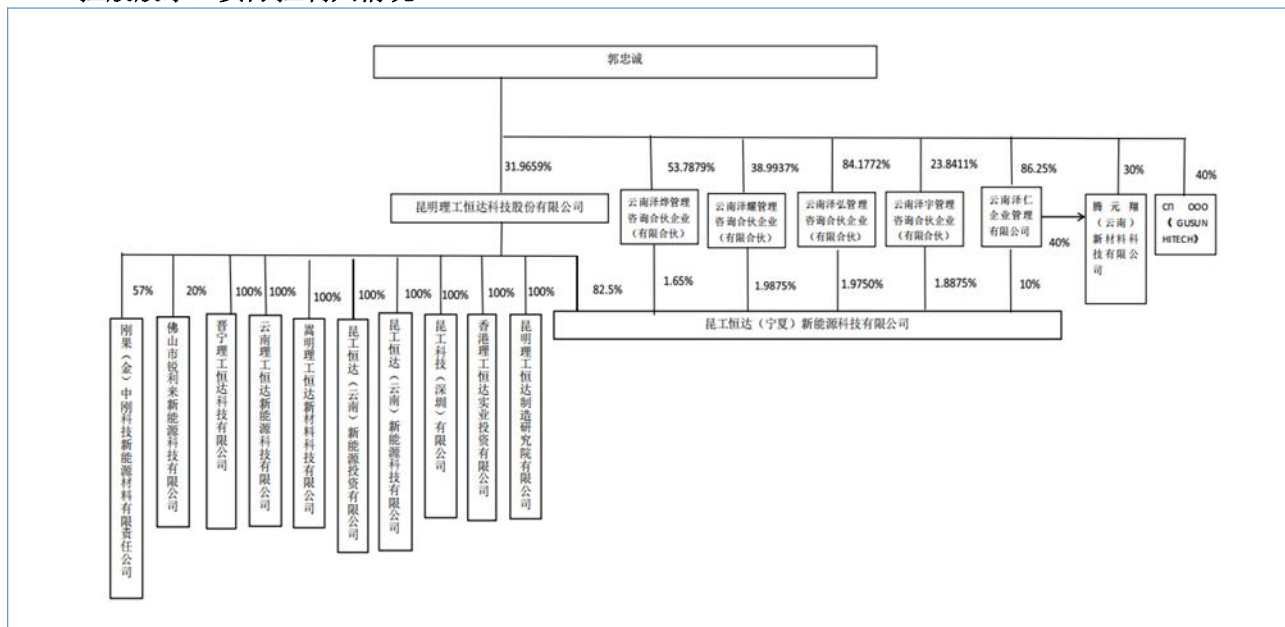 郭忠诚
31.9659%
53.7879%
38.9937%
84.1772%
23.8411%
86.25%
30%
40%
昆明理工恒达科技股份有限公司
云南泽烨管理
咨询合伙企业
(有限合伙)
云南泽耀管理
咨询合伙企业
(有限合伙)
云南泽弘管理
咨询合伙企业
(有限合伙)
云南泽宇管理
咨询合伙企业
(有限合伙)
云南泽仁
企业管理
有限公司
40%
腾元翔
(云南)
新材料科
技有限公
司
СП ООО
《GUSUN
HITECH》
57%
20%
100%
100%
100%
100%
100%
100%
100%
100%
82.5%
1.65%
1.9875%
1.9750%
1.8875%
10%
昆工恒达(宁夏)新能源科技有限公司
刚果(金)中刚科技新能源材料有限责任公司
佛山市锐利来新能源科技有限公司
晋宁理工恒达科技有限公司
云南理工恒达新能源科技有限公司
嵩明理工恒达新材料科技有限公司
昆工恒达(云南)新能源投资有限公司
昆工恒达(云南)新能源科技有限公司
昆工科技(深圳)有限公司
香港理工恒达实业投资有限公司
昆明理工恒达制造研究院有限公司